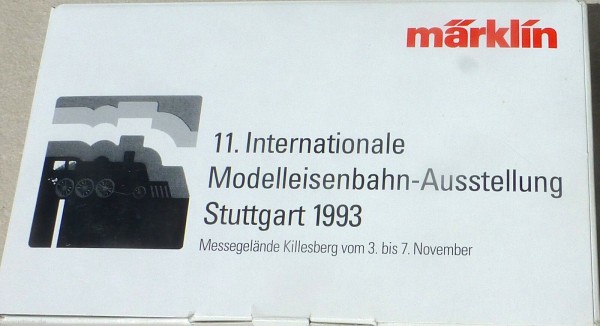 märklin
11. Internationale
Modelleisenbahn-Ausstellung
Stuttgart 1993
Messegelände Killesberg vom 3. bis 7. November